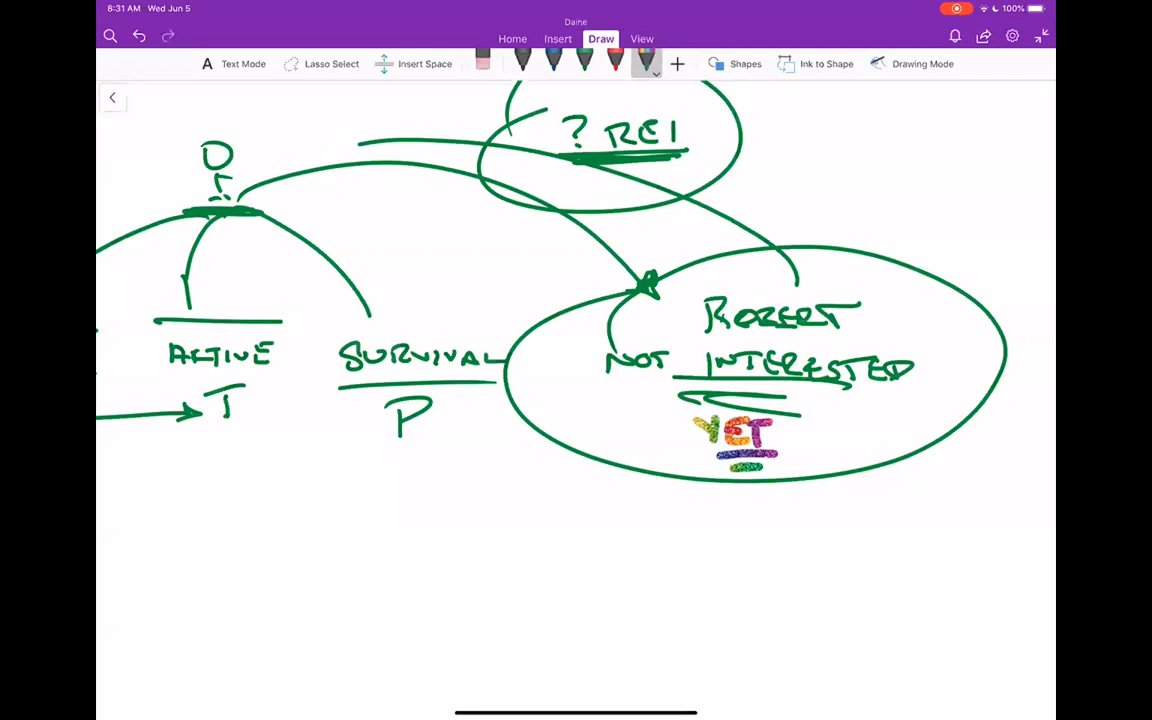 8:31 AM Wed Jun 5
100%
Daine
Home Insert Draw View
A Text Mode Lasso Select Insert Space Shapes Ink to Shape Drawing Mode
? REI
D
ROBERT
ACTIVE SURVIVAL NOT INTERESTED
T P YET